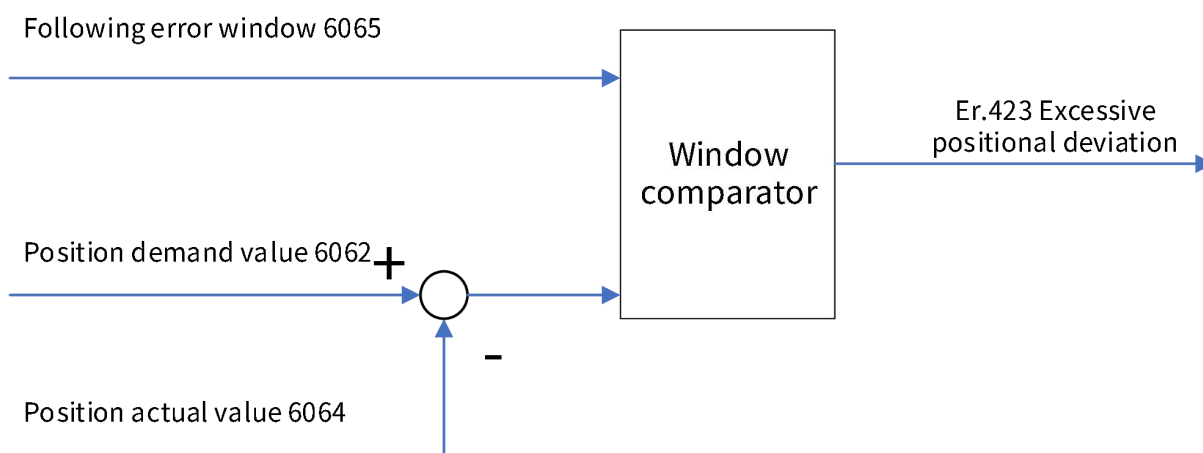 Following error window 6065
Er.423 Excessive
positional deviation
Window
comparator
Position demand value 6062
+
-
Position actual value 6064